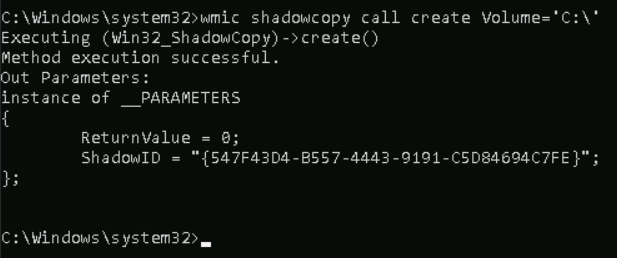 C:\Windows\system32>wmic shadowcopy call create Volume='C:\'
Executing (Win32_ShadowCopy)->create()
Method execution successful.
Out Parameters:
instance of __PARAMETERS
{
        ReturnValue = 0;
        ShadowID = "{547F43D4-B557-4443-9191-C5D84694C7FE}";
};
C:\Windows\system32>